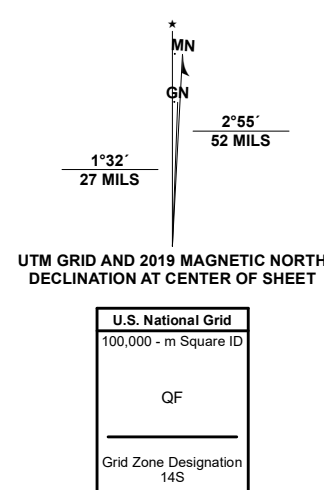 ★
MN
GN
2°55´
52 MILS
1°32´
27 MILS
UTM GRID AND 2019 MAGNETIC NORTH
DECLINATION AT CENTER OF SHEET
U.S. National Grid
100,000 - m Square ID
QF
Grid Zone Designation
14S